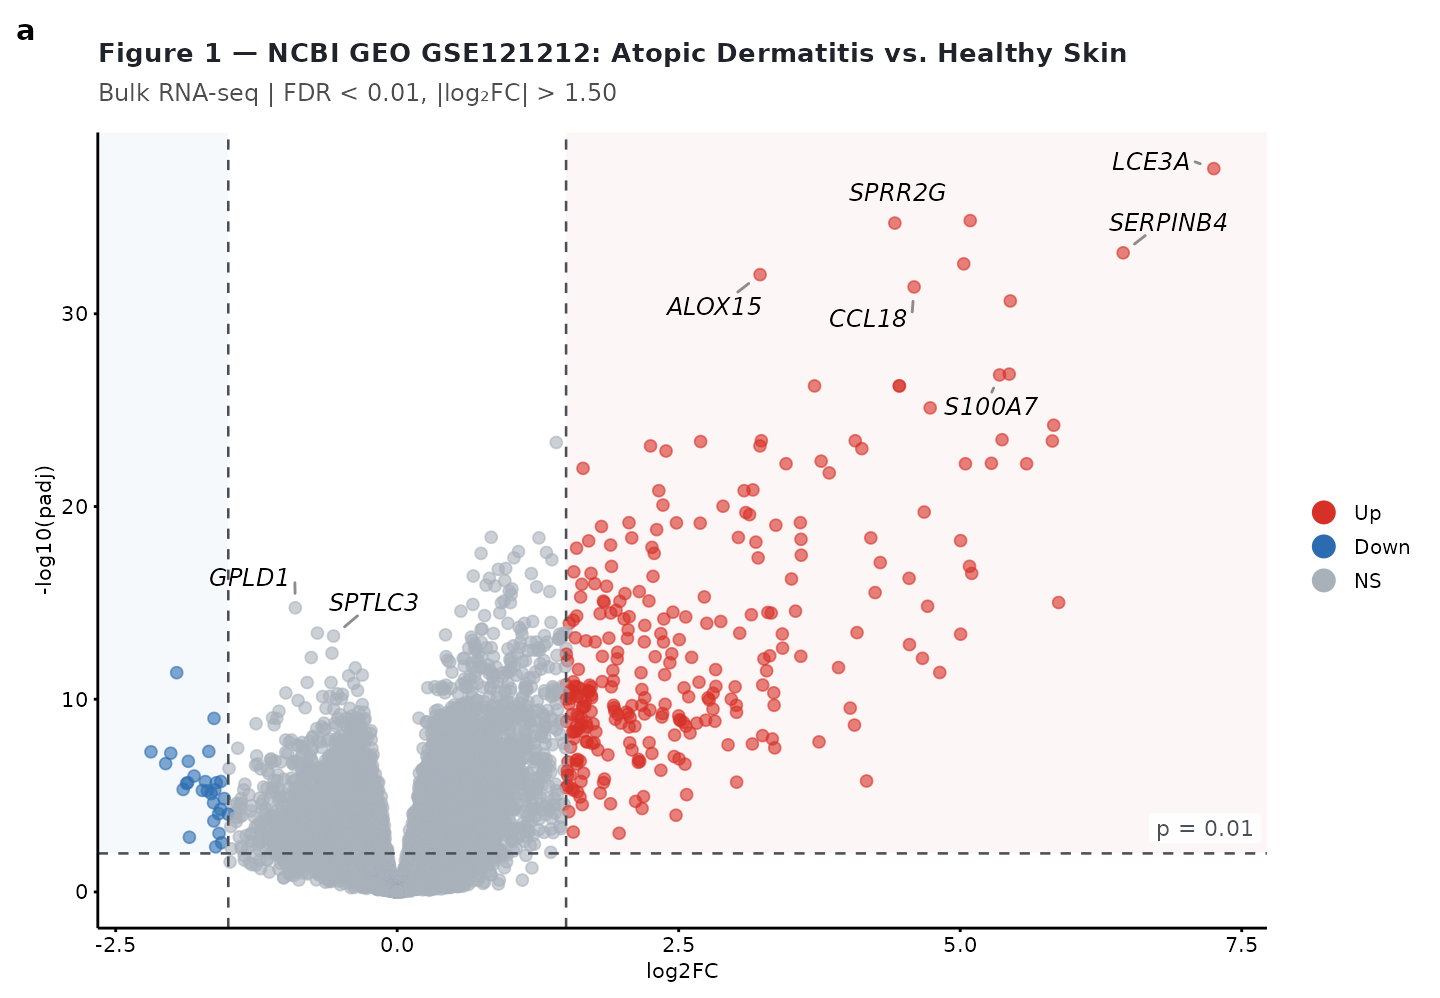 a
Figure 1 — NCBI GEO GSE121212: Atopic Dermatitis vs. Healthy Skin
Bulk RNA-seq | FDR < 0.01, |log₂FC| > 1.50
LCE3A
SPRR2G
SERPINB4
ALOX15
CCL18
S100A7
GPLD1
SPTLC3
p = 0.01
-log10(padj)
30
20
10
0
-2.5
0.0
2.5
5.0
7.5
log2FC
Up
Down
NS